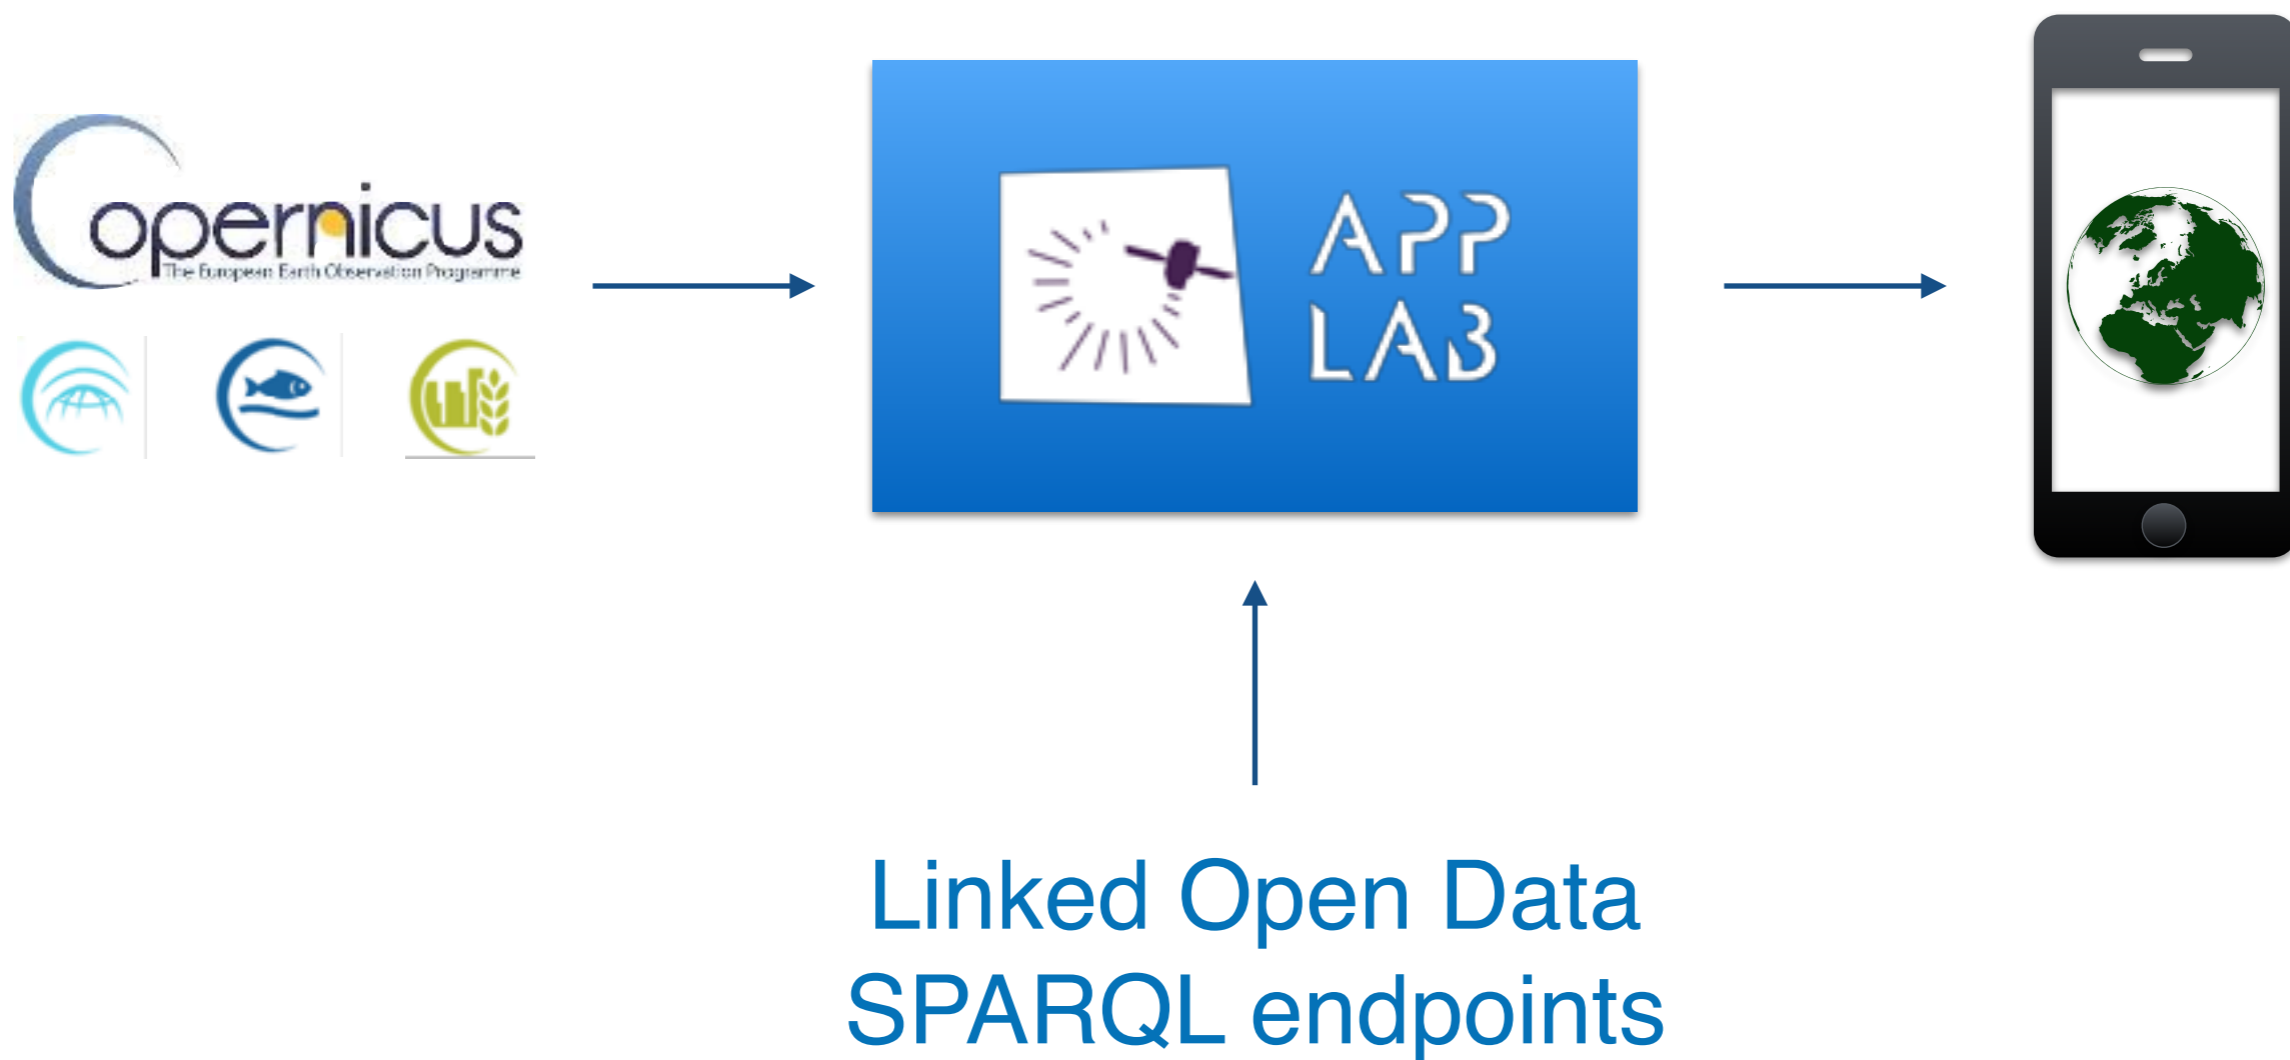 Copernicus
The European Earth Observation Programme
APP
LAB
Linked Open Data
SPARQL endpoints